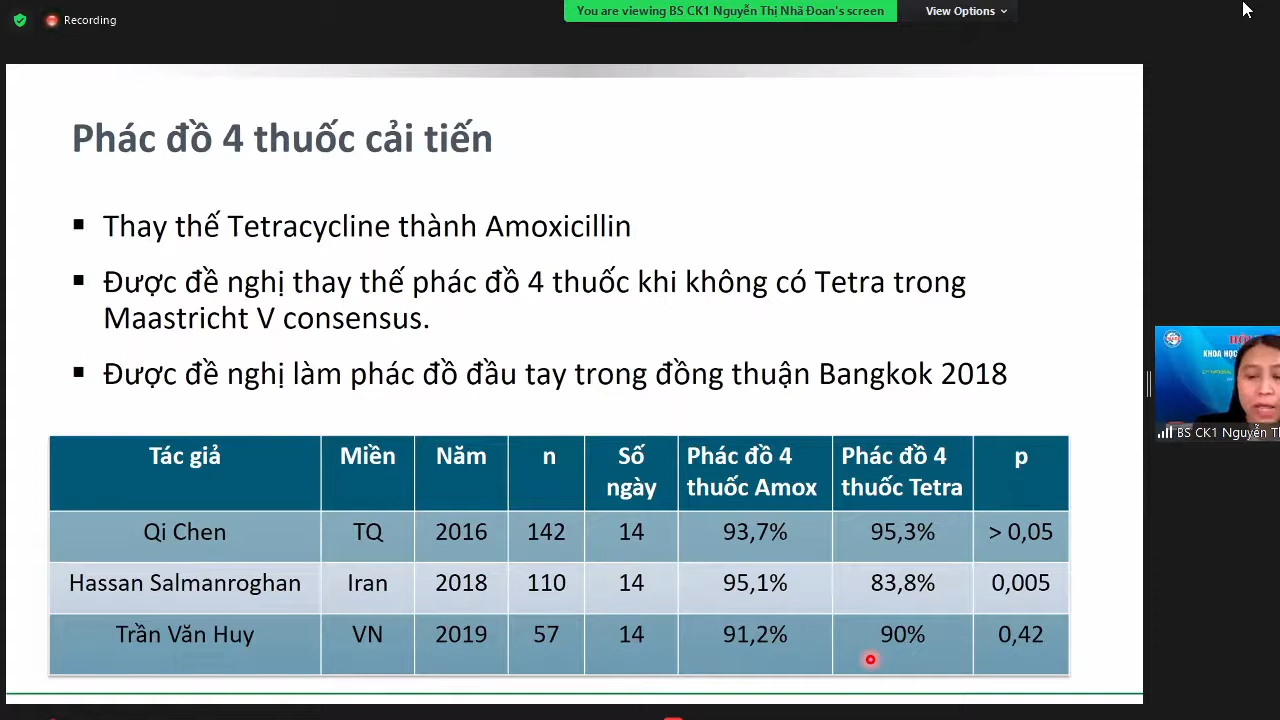 Recording
You are viewing BS CK1 Nguyễn Thị Nhã Đoan's screen
View Options
Phác đồ 4 thuốc cải tiến
Thay thế Tetracycline thành Amoxicillin
Được đề nghị thay thế phác đồ 4 thuốc khi không có Tetra trong
Maastricht V consensus.
Được đề nghị làm phác đồ đầu tay trong đồng thuận Bangkok 2018
Tác giả Miền Năm n Số ngày Phác đồ 4 thuốc Amox Phác đồ 4 thuốc Tetra p
Qi Chen TQ 2016 142 14 93,7% 95,3% > 0,05
Hassan Salmanroghan Iran 2018 110 14 95,1% 83,8% 0,005
Trần Văn Huy VN 2019 57 14 91,2% 90% 0,42
KHOA HỌC
BS CK1 Nguyễn Th